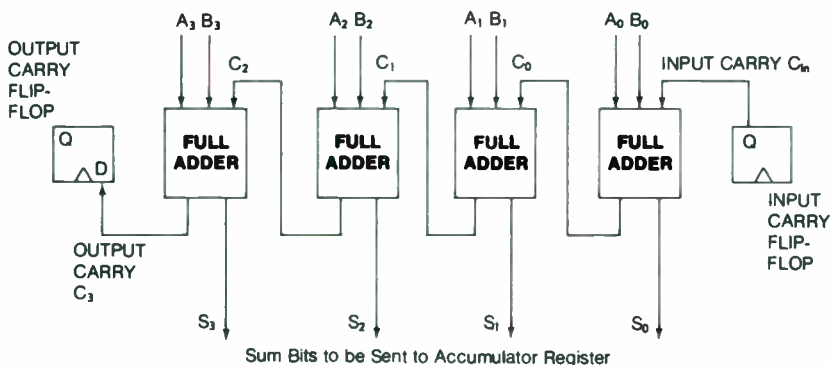 A₃ B₃
A₂ B₂
A₁ B₁
A₀ B₀
OUTPUT
CARRY
FLIP-
FLOP
C₂
C₁
C₀
INPUT CARRY Cᵢₙ
Q
D
FULL
ADDER
FULL
ADDER
FULL
ADDER
FULL
ADDER
Q
OUTPUT
CARRY
C₃
INPUT
CARRY
FLIP-
FLOP
S₃
S₂
S₁
S₀
Sum Bits to be Sent to Accumulator Register